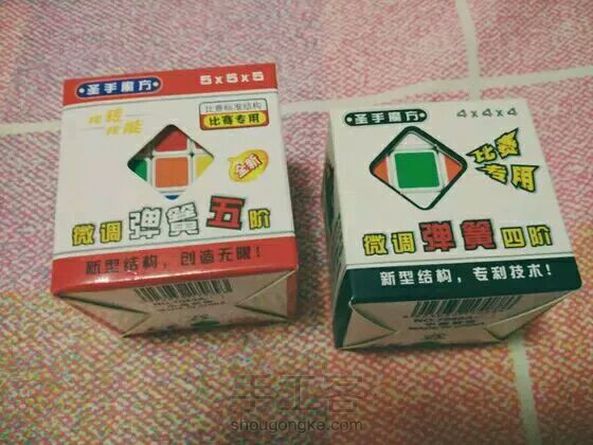 圣手魔方
5x5x5
比赛标准结构
比赛专用
全新
微调弹簧五阶
新型结构，创造无限！
圣手魔方
4x4x4
比赛
专用
微调弹簧四阶
新型结构，专利技术！
手工客
shougongke.com